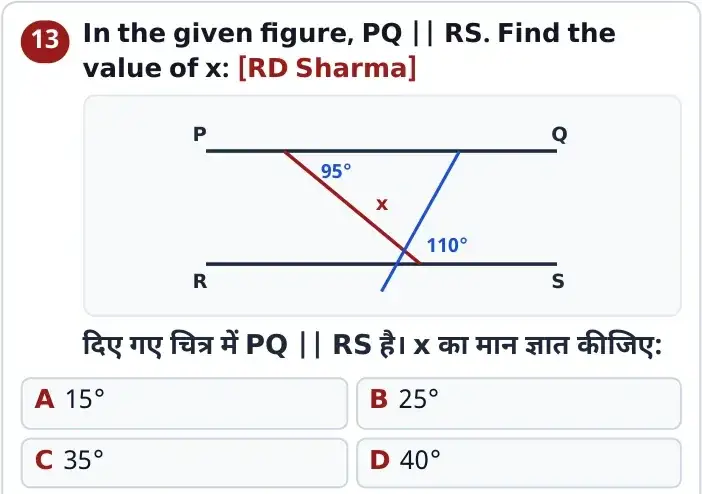 13 In the given figure, PQ || RS. Find the
value of x: [RD Sharma]
P Q
95°
x
110°
R S
दिए गए चित्र में PQ || RS है। x का मान ज्ञात कीजिए:
A 15° B 25°
C 35° D 40°